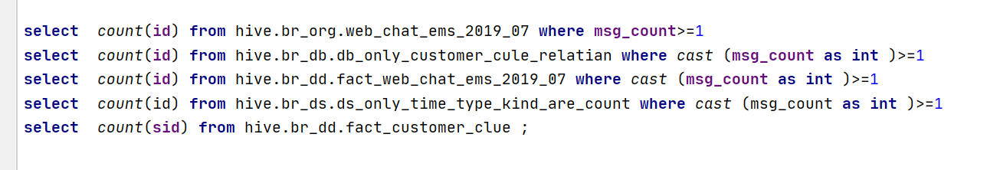 select  count(id) from hive.br_org.web_chat_ems_2019_07 where msg_count>=1
select  count(id) from hive.br_db.db_only_customer_cule_relatian where cast (msg_count as int )>=1
select  count(id) from hive.br_dd.fact_web_chat_ems_2019_07 where cast (msg_count as int )>=1
select  count(id) from hive.br_ds.ds_only_time_type_kind_are_count where cast (msg_count as int )>=1
select  count(sid) from hive.br_dd.fact_customer_clue ;